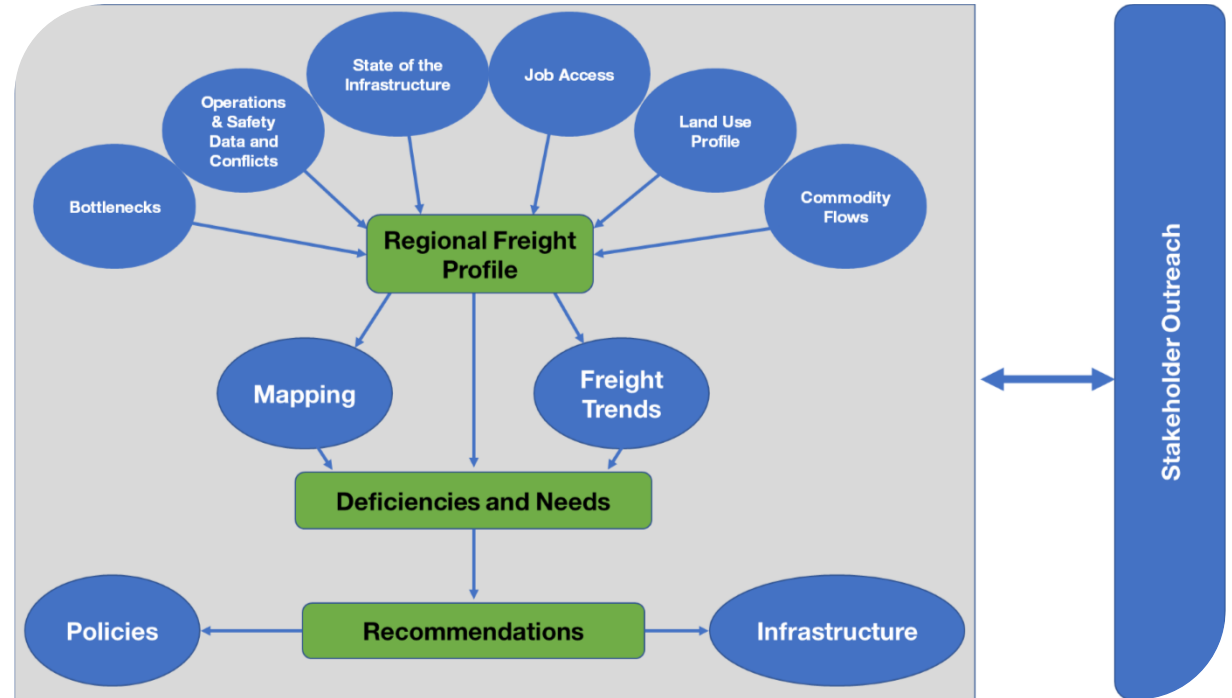 State of the
Infrastructure
Job Access
Operations
& Safety
Data and
Conflicts
Land Use
Profile
Bottlenecks
Commodity
Flows
Regional Freight
Profile
Mapping
Freight
Trends
Deficiencies and Needs
Policies
Recommendations
Infrastructure
Stakeholder Outreach